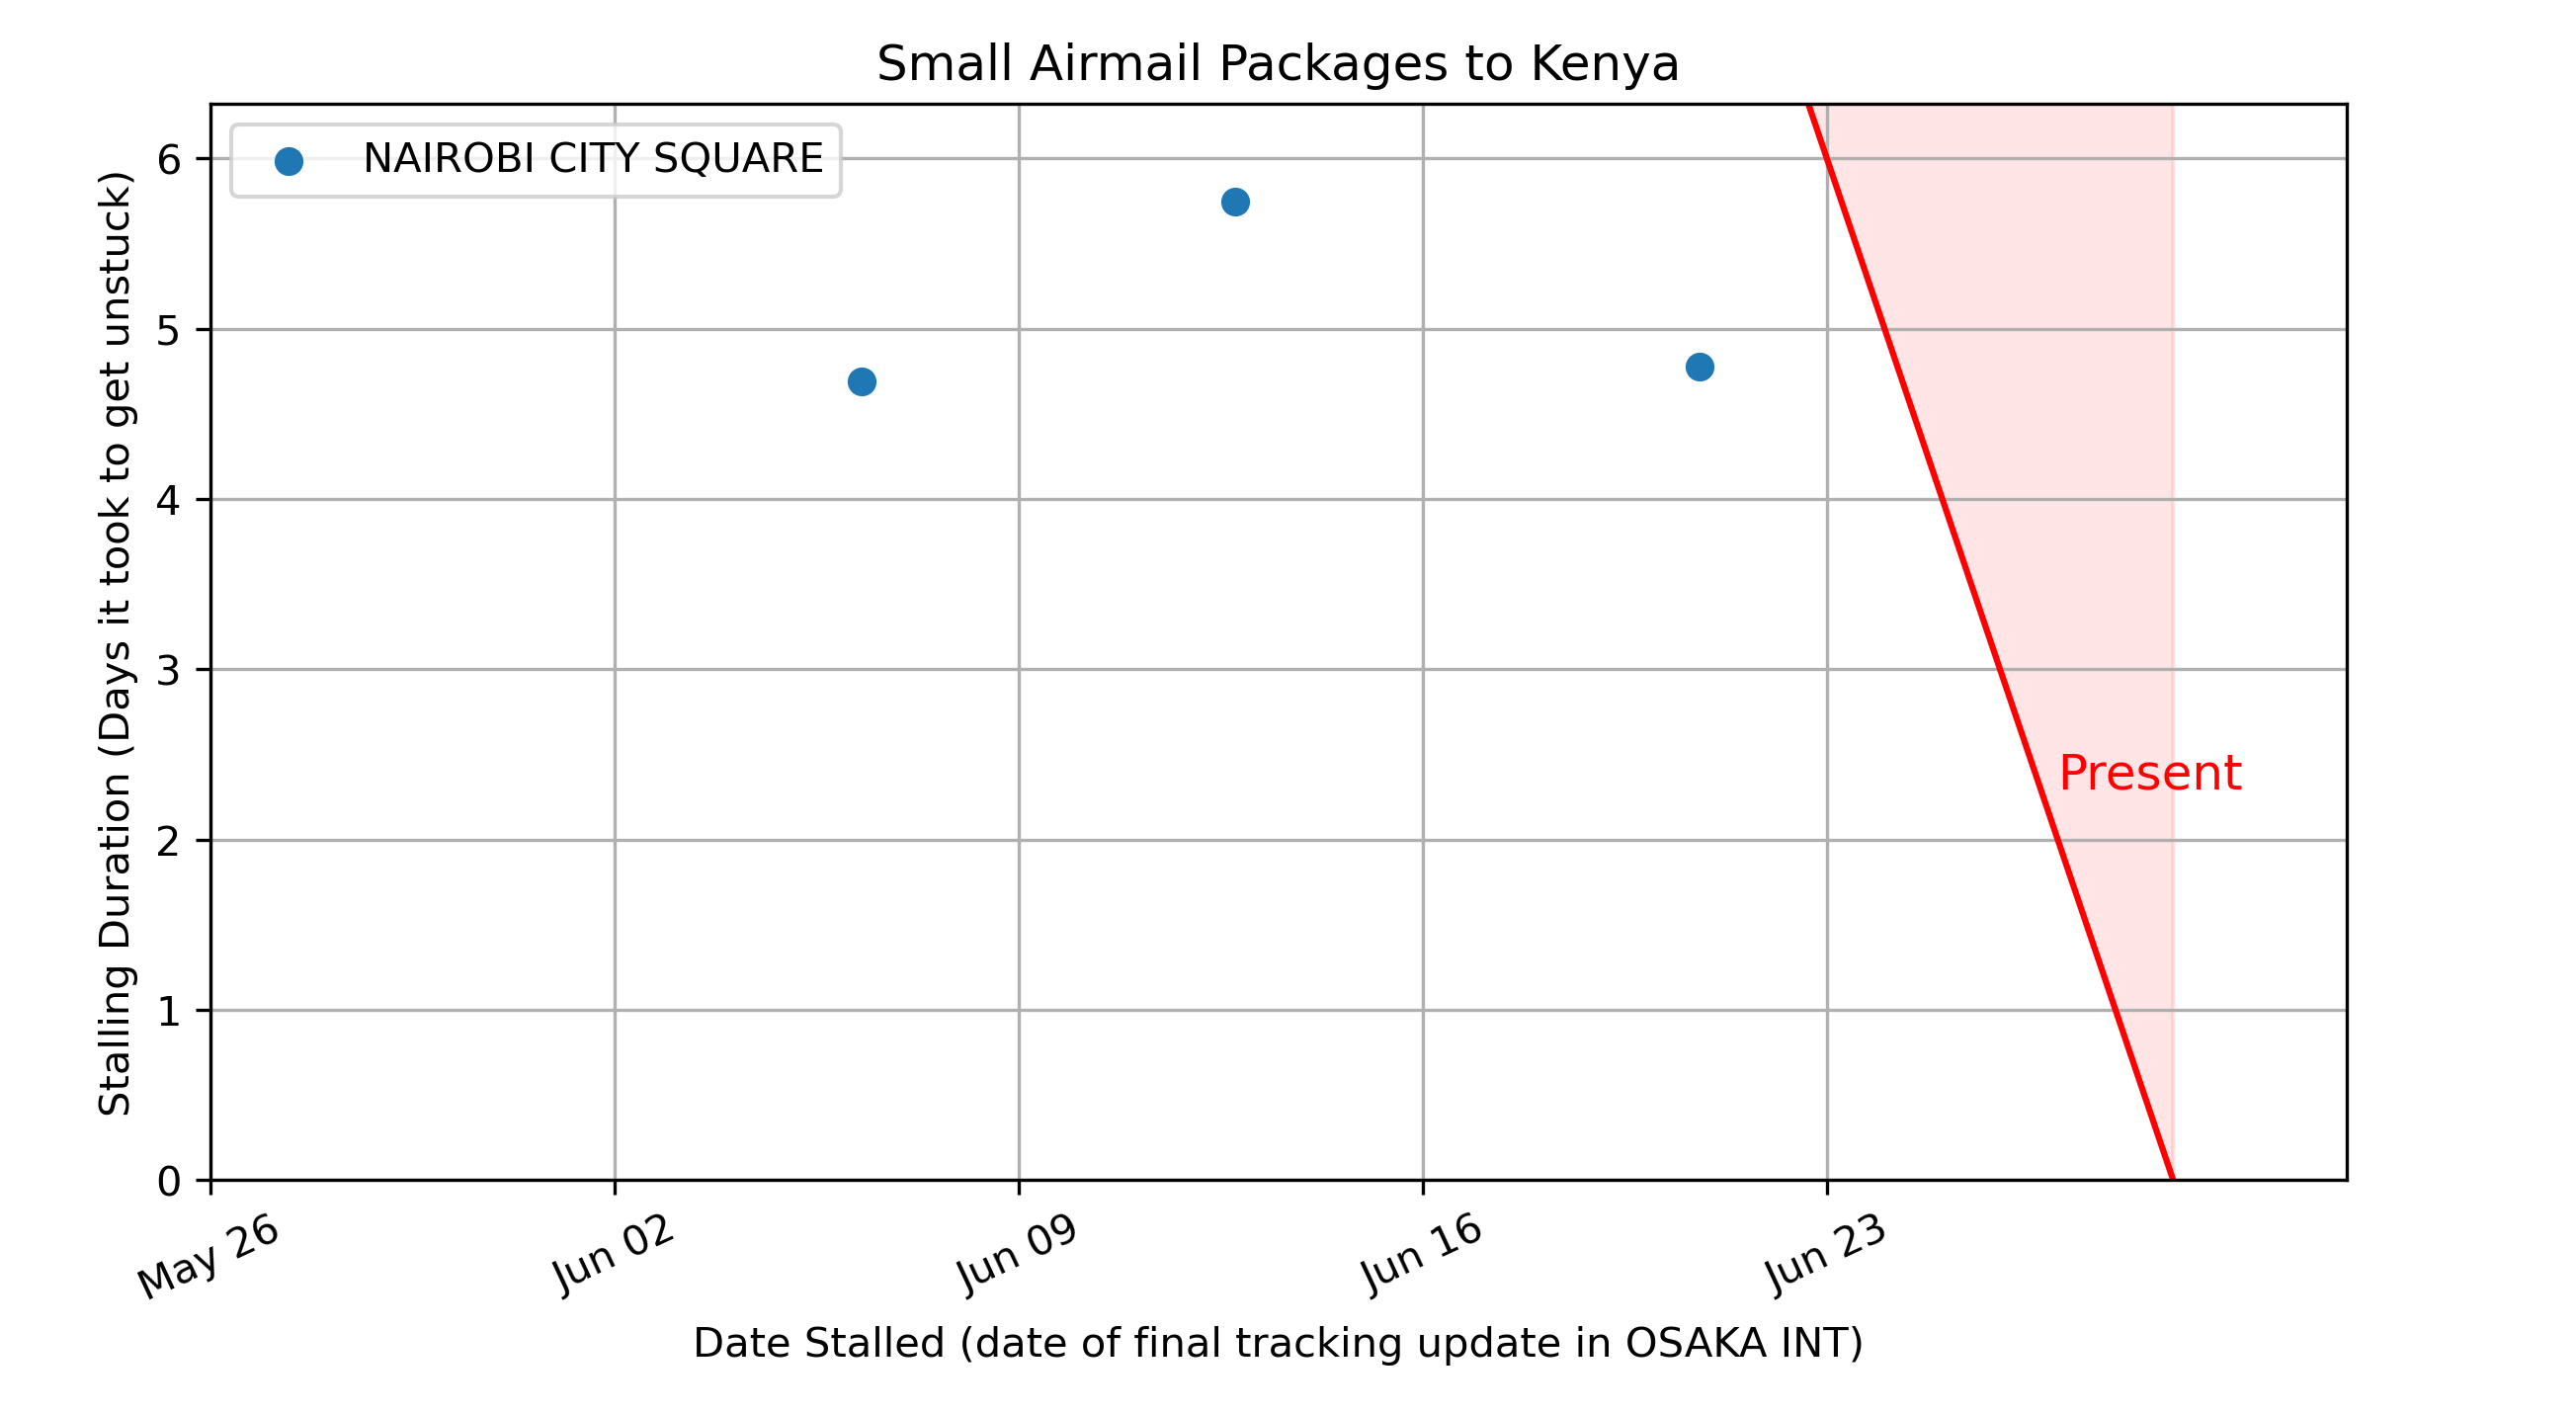 Small Airmail Packages to Kenya
NAIROBI CITY SQUARE
Stalling Duration (Days it took to get unstuck)
6
5
4
3
2
1
0
Present
May 26
Jun 02
Jun 09
Jun 16
Jun 23
Date Stalled (date of final tracking update in OSAKA INT)